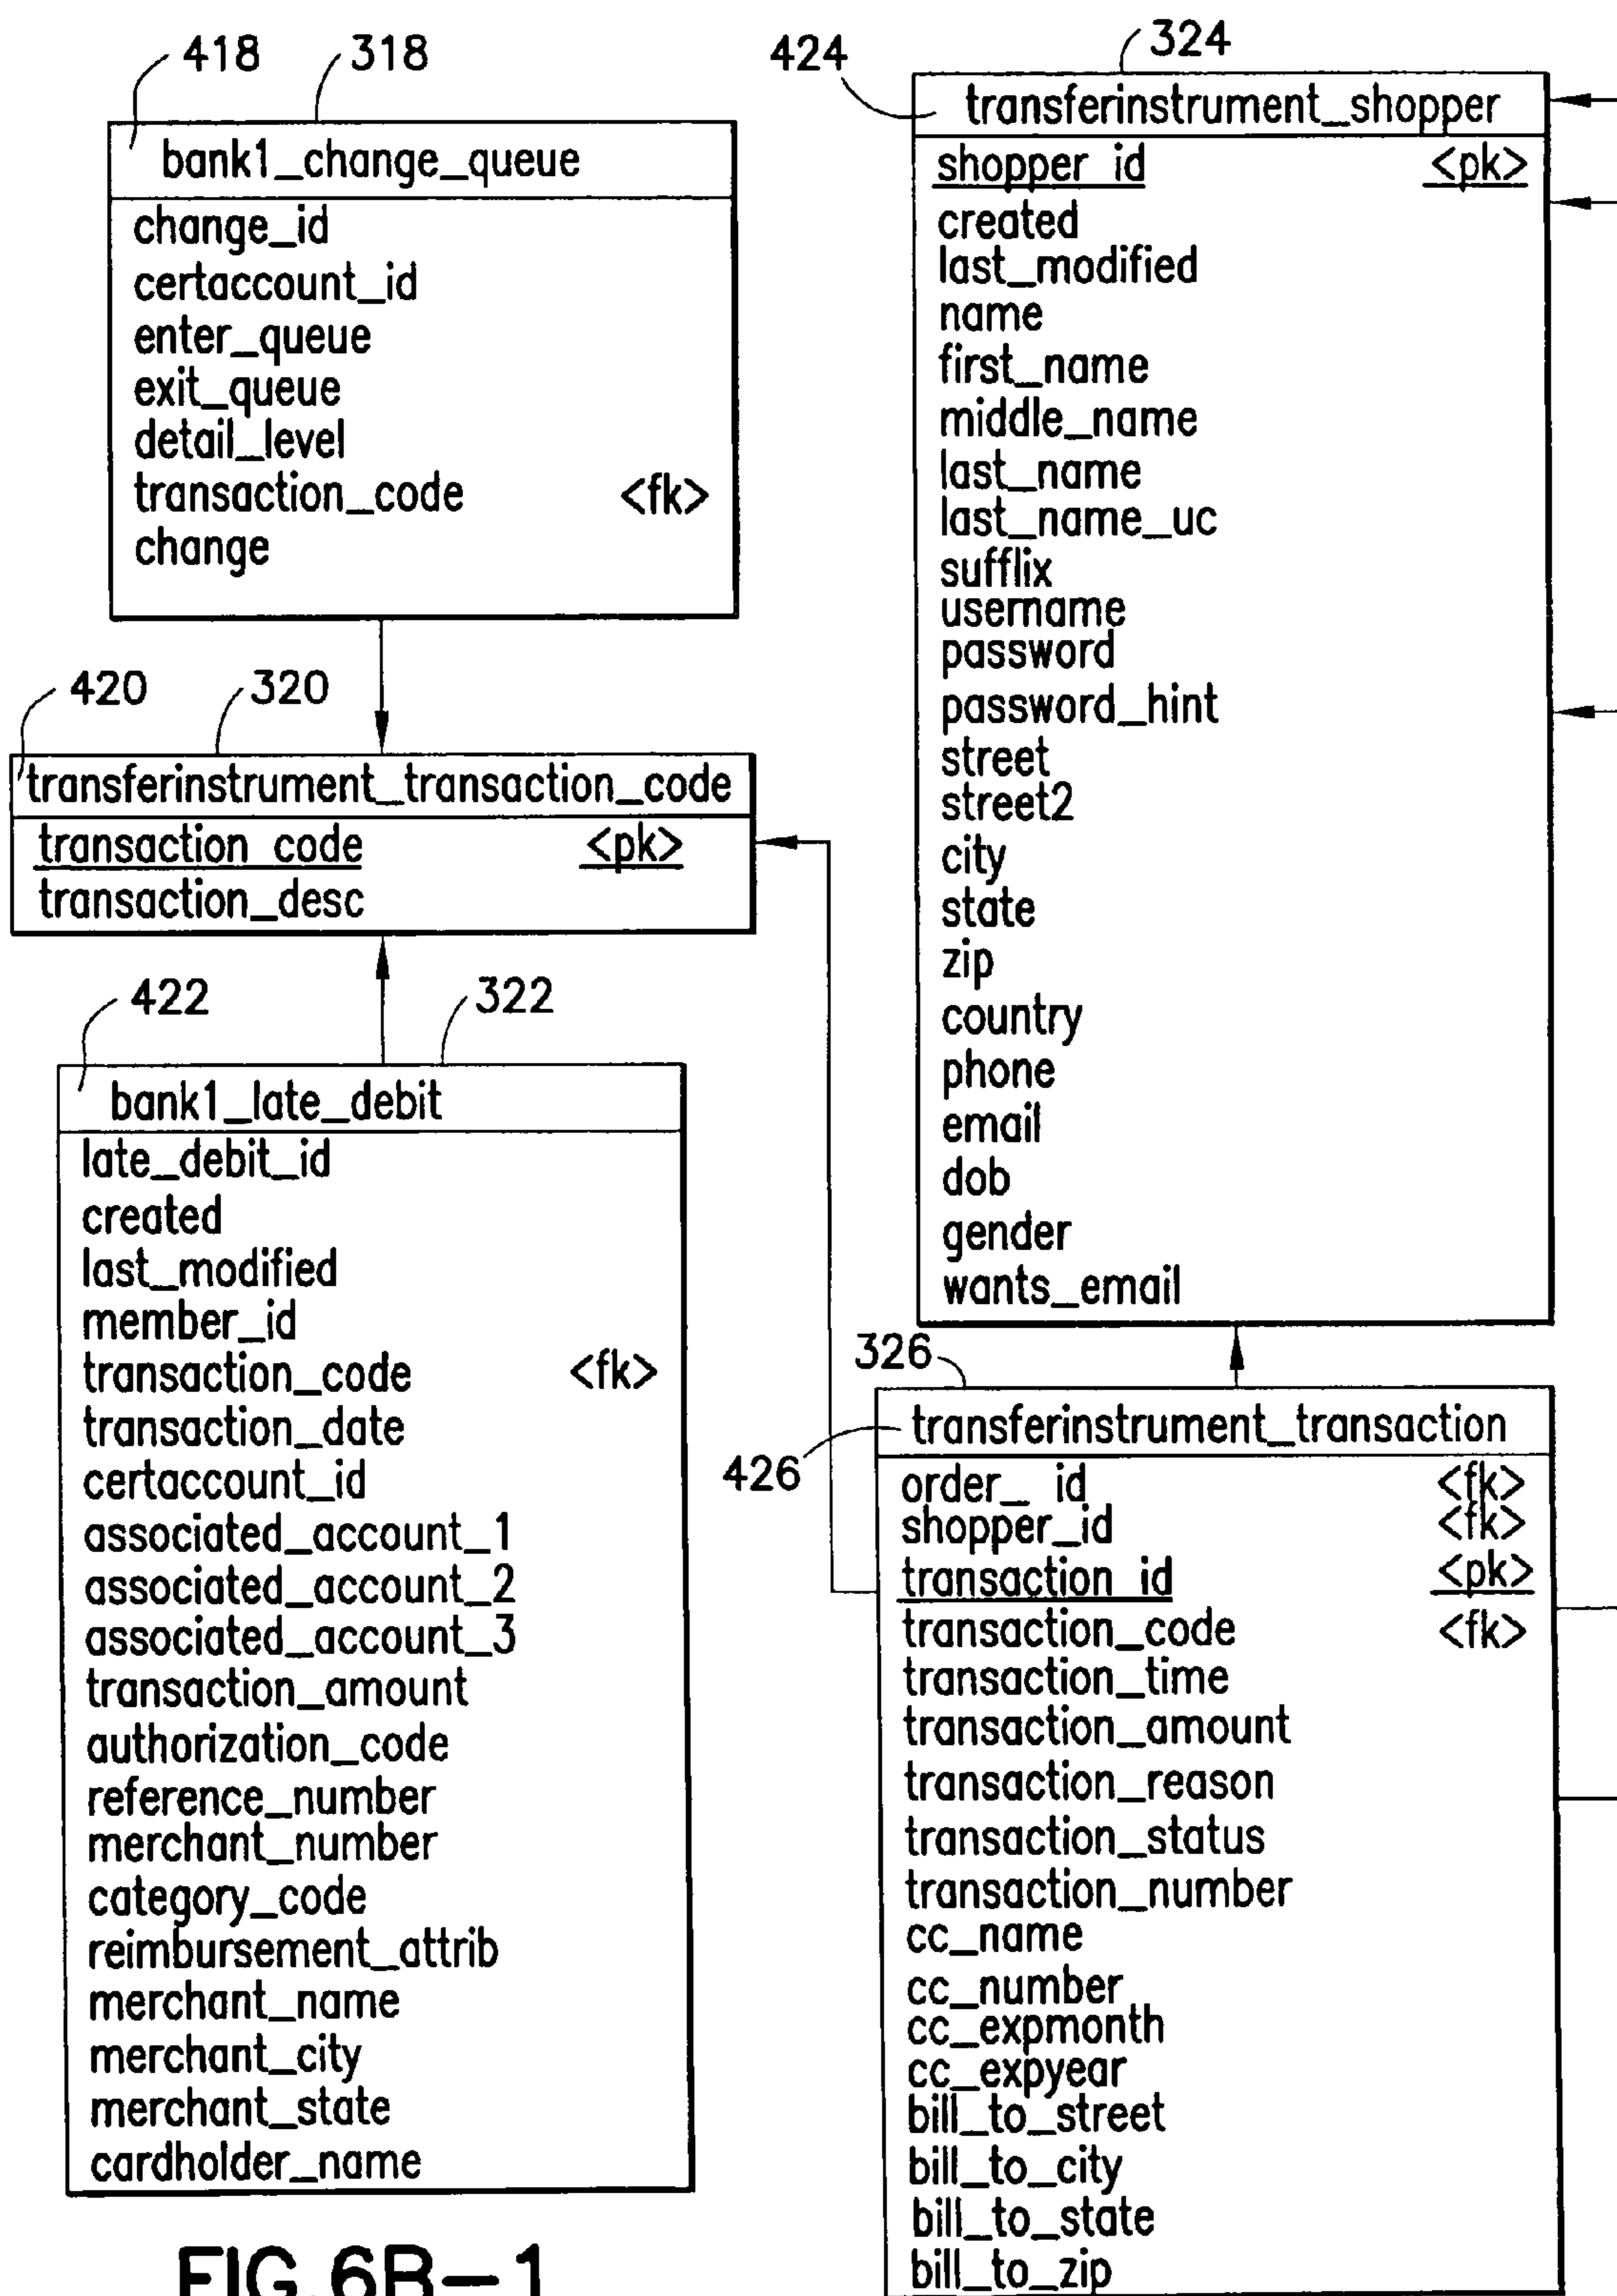 418
318
bank1_change_queue
change_id
certaccount_id
enter_queue
exit_queue
detail_level
transaction_code <fk>
change
420
320
transferinstrument_transaction_code
transaction_code <pk>
transaction_desc
422
322
bank1_late_debit
late_debit_id
created
last_modified
member_id
transaction_code <fk>
transaction_date
certaccount_id
associated_account_1
associated_account_2
associated_account_3
transaction_amount
authorization_code
reference_number
merchant_number
category_code
reimbursement_attrib
merchant_name
merchant_city
merchant_state
cardholder_name
424
324
transferinstrument_shopper
shopper_id <pk>
created
last_modified
name
first_name
middle_name
last_name
last_name_uc
sufflix
username
password
password_hint
street
street2
city
state
zip
country
phone
email
dob
gender
wants_email
326
426
transferinstrument_transaction
order_ id <fk>
shopper_id <fk>
transaction_id <pk>
transaction_code <fk>
transaction_time
transaction_amount
transaction_reason
transaction_status
transaction_number
cc_name
cc_number
cc_expmonth
cc_expyear
bill_to_street
bill_to_city
bill_to_state
bill_to_zip
FIG.6B-1